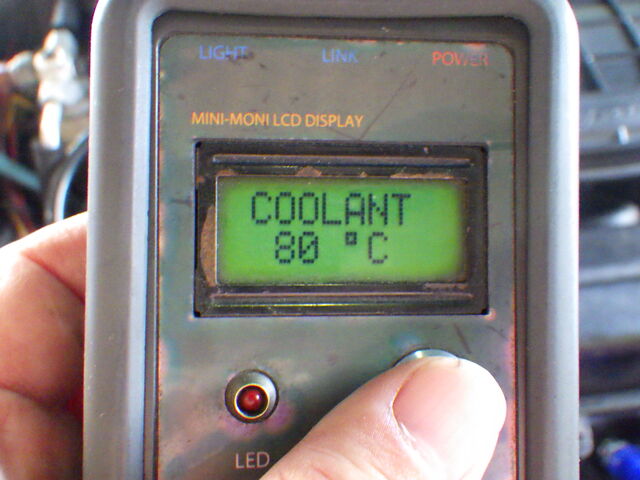 LIGHT LINK POWER
MINI-MONI LCD DISPLAY
COOLANT
80 °C
LED